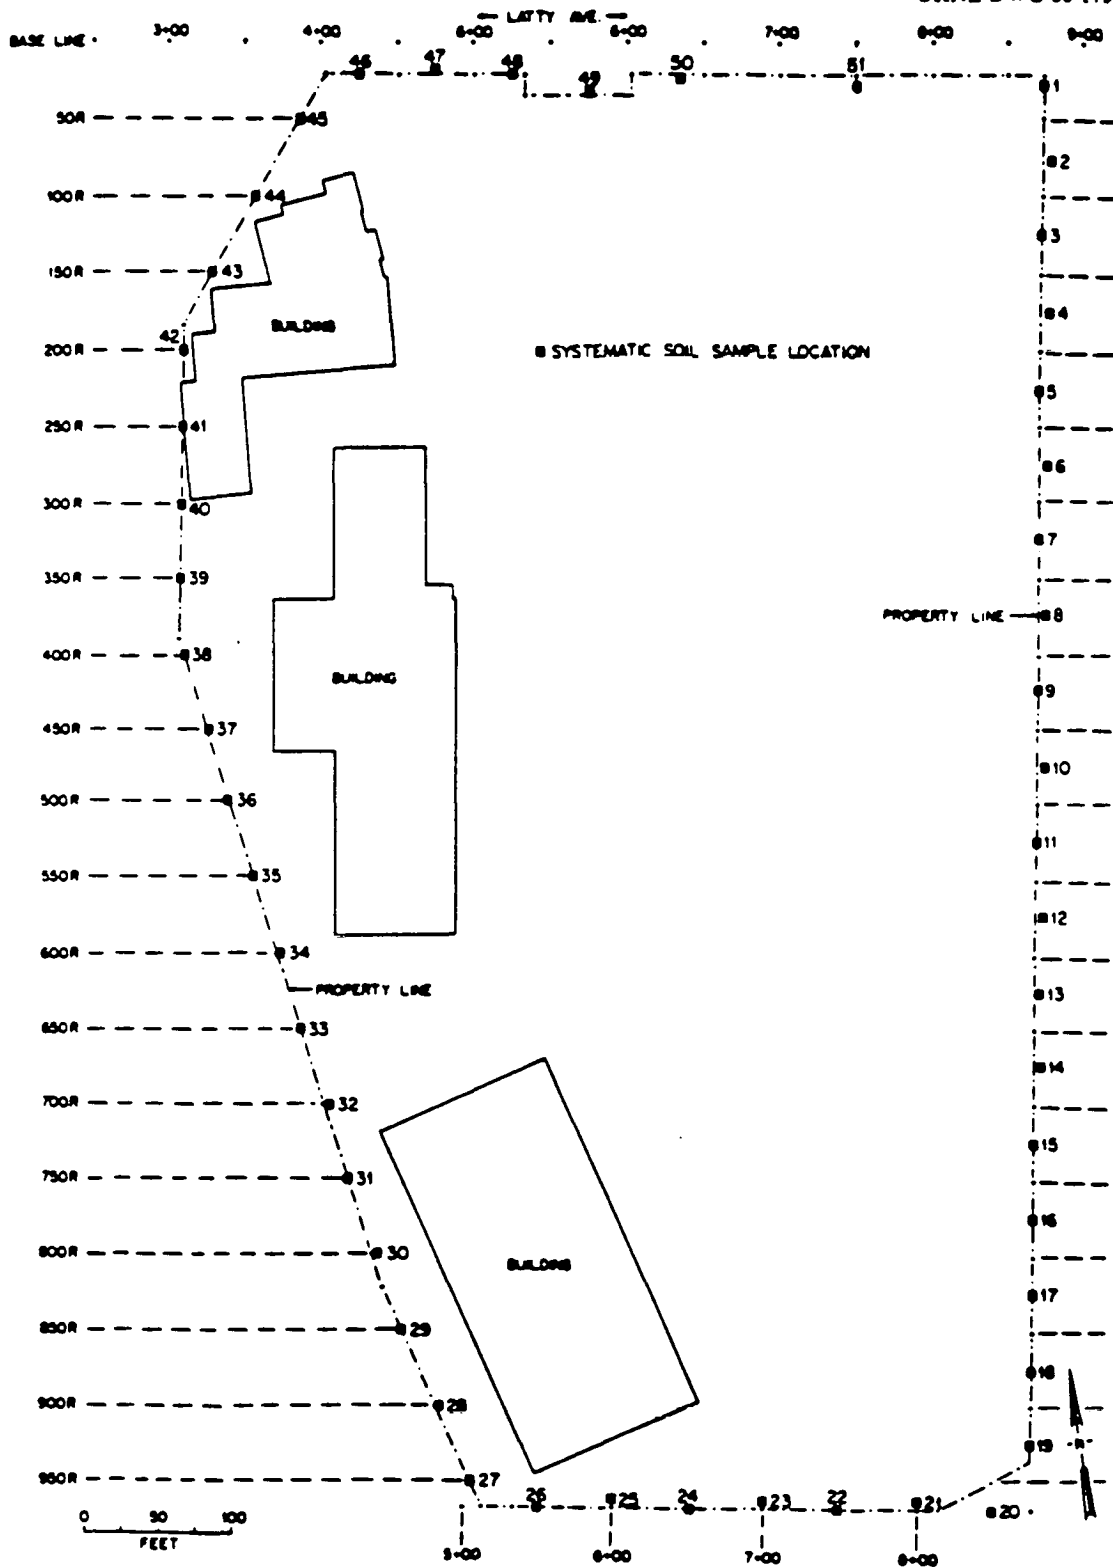 ← LATTY AVE. →
BASE LINE 3+00 4+00 6+00 6+00 7+00 8+00 9+00
46 47 48 49 50 51 1
50R 45
2
100R 44
3
150R 43
4
BUILDING
42
200R
SYSTEMATIC SOIL SAMPLE LOCATION
5
250R 41
6
300R 40
7
350R 39
PROPERTY LINE 8
400R 38
BUILDING
9
450R 37
10
500R 36
11
550R 35
12
600R 34
PROPERTY LINE
13
650R 33
14
700R 32
15
750R 31
16
800R 30
BUILDING
17
850R 29
18
900R 28
19
950R 27
26 25 24 23 22 21 20
0 50 100
FEET
5+00 6+00 7+00 8+00